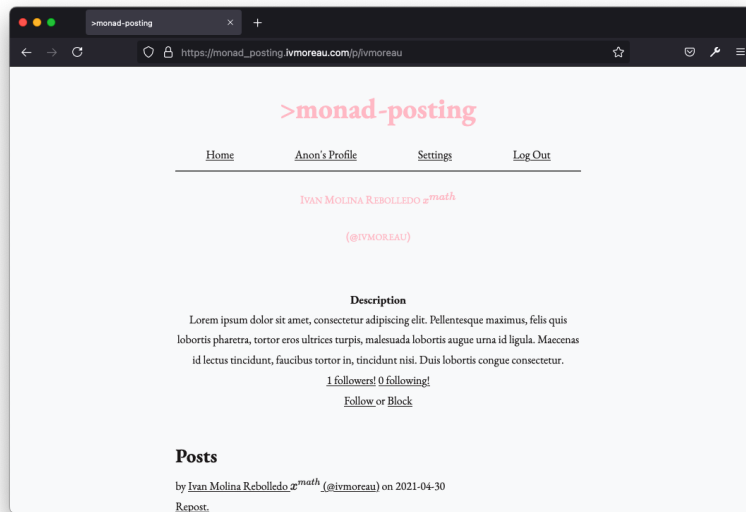 >monad-posting
https://monad_posting.ivmoreau.com/p/ivmoreau
>monad-posting
Home Anon's Profile Settings Log Out
Ivan Molina Rebolledo x^math
(@ivmoreau)
Description
Lorem ipsum dolor sit amet, consectetur adipiscing elit. Pellentesque maximus, felis quis
lobortis pharetra, tortor eros ultrices turpis, malesuada lobortis augue urna id ligula. Maecenas
id lectus tincidunt, faucibus tortor in, tincidunt nisi. Duis lobortis congue consectetur.
1 followers! 0 following!
Follow or Block
Posts
by Ivan Molina Rebolledo x^math (@ivmoreau) on 2021-04-30
Repost.